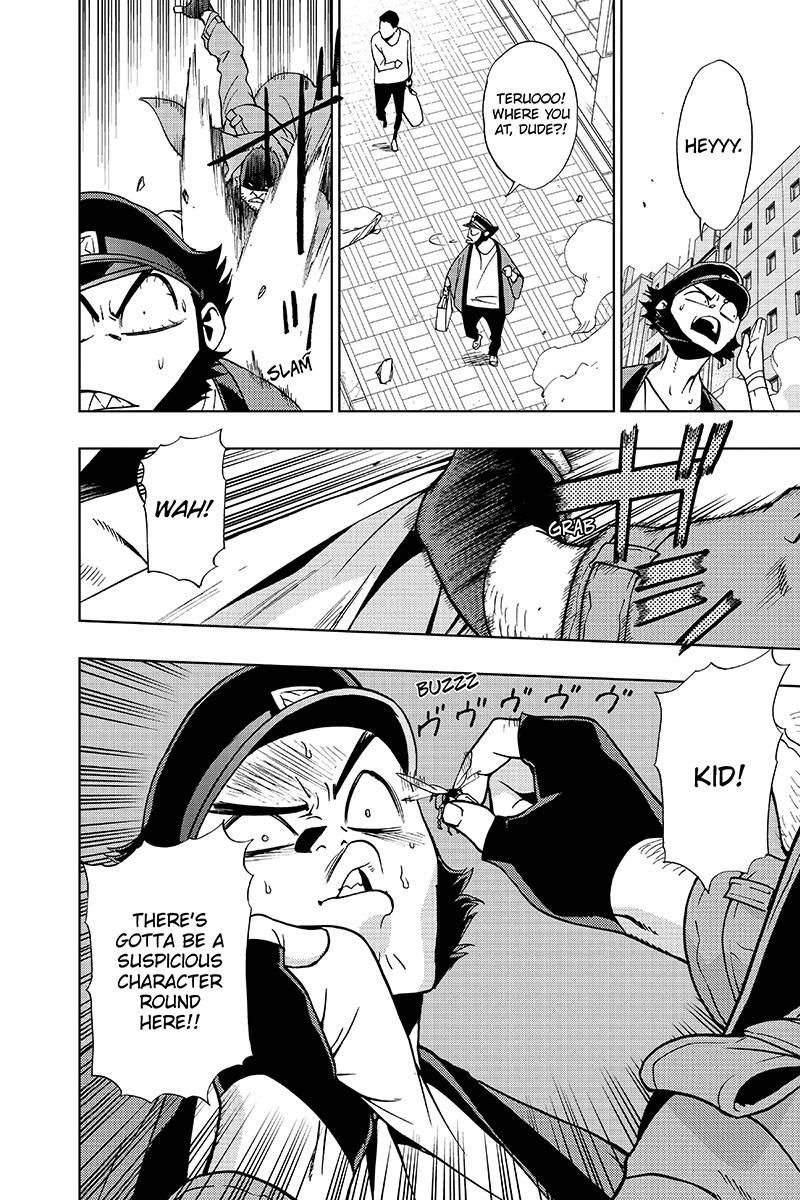 HEYYY.
TERUOOO!
WHERE YOU
AT, DUDE?!
SLAM
GRAB
WAH!
KID!
BUZZZ
ヴヴヴヴヴ
THERE'S
GOTTA BE A
SUSPICIOUS
CHARACTER
ROUND
HERE!!